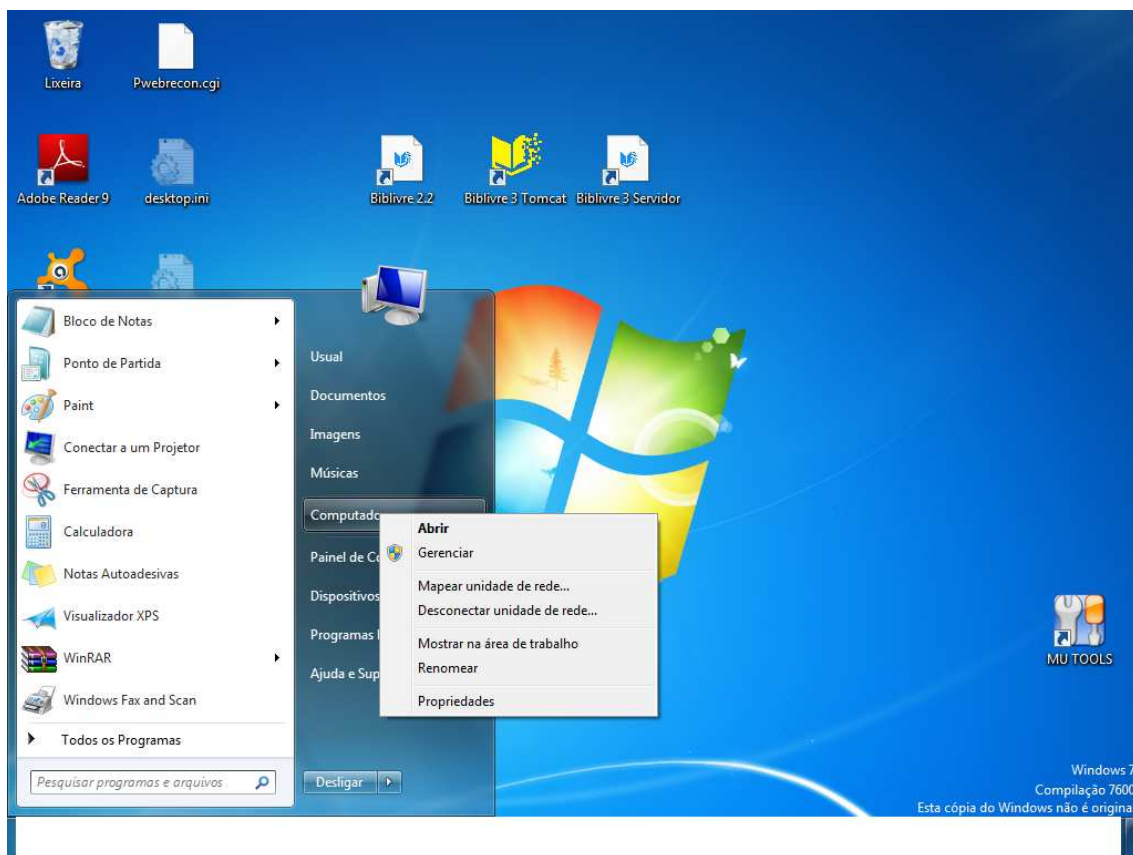 Lixeira
Pwebrecon.cgi
Adobe Reader 9
desktop.ini
Biblivre 2.2
Biblivre 3 Tomcat
Biblivre 3 Servidor
Bloco de Notas
Ponto de Partida
Paint
Conectar a um Projetor
Ferramenta de Captura
Calculadora
Notas Autoadesivas
Visualizador XPS
WinRAR
Windows Fax and Scan
Todos os Programas
Pesquisar programas e arquivos
Usual
Documentos
Imagens
Músicas
Computado
Painel de Co
Dispositivos
Programas
Ajuda e Sup
Desligar
Abrir
Gerenciar
Mapear unidade de rede...
Desconectar unidade de rede...
Mostrar na área de trabalho
Renomear
Propriedades
MU TOOLS
Windows 7
Compilação 7600
Esta cópia do Windows não é origina